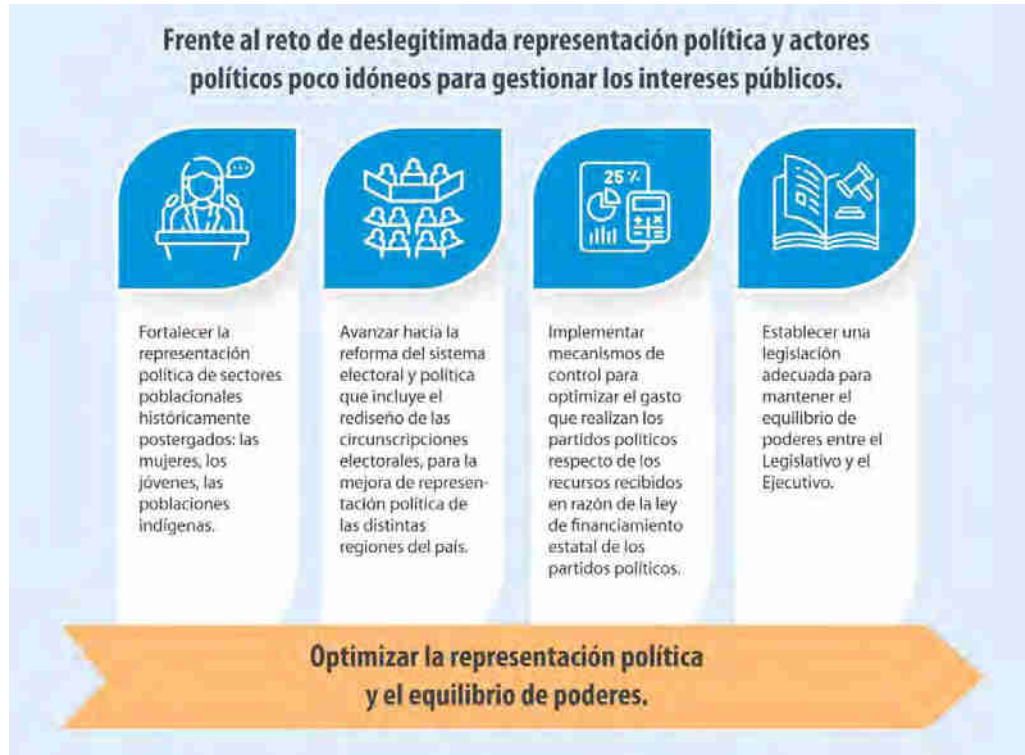 Frente al reto de deslegitimada representación política y actores
políticos poco idóneos para gestionar los intereses públicos.
25 %
Fortalecer la
representación
política de sectores
poblacionales
históricamente
postergados: las
mujeres, los
jóvenes, las
poblaciones
indígenas.
Avanzar hacia la
reforma del sistema
electoral y política
que incluye el
rediseño de las
circunscripciones
electorales, para la
mejora de represen-
tación política de
las distintas
regiones del país.
Implementar
mecanismos de
control para
optimizar el gasto
que realizan los
partidos políticos
respecto de los
recursos recibidos
en razón de la ley
de financiamiento
estatal de los
partidos políticos.
Establecer una
legislación
adecuada para
mantener el
equilibrio de
poderes entre el
Legislativo y el
Ejecutivo.
Optimizar la representación política
y el equilibrio de poderes.